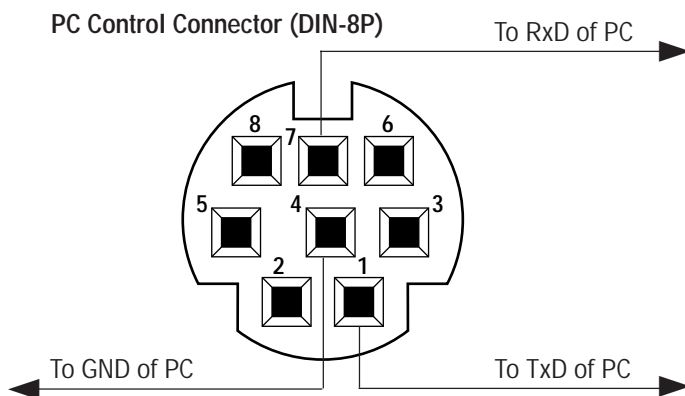 PC Control Connector (DIN-8P)
To RxD of PC
8 7 6
5 4 3
2 1
To GND of PC
To TxD of PC